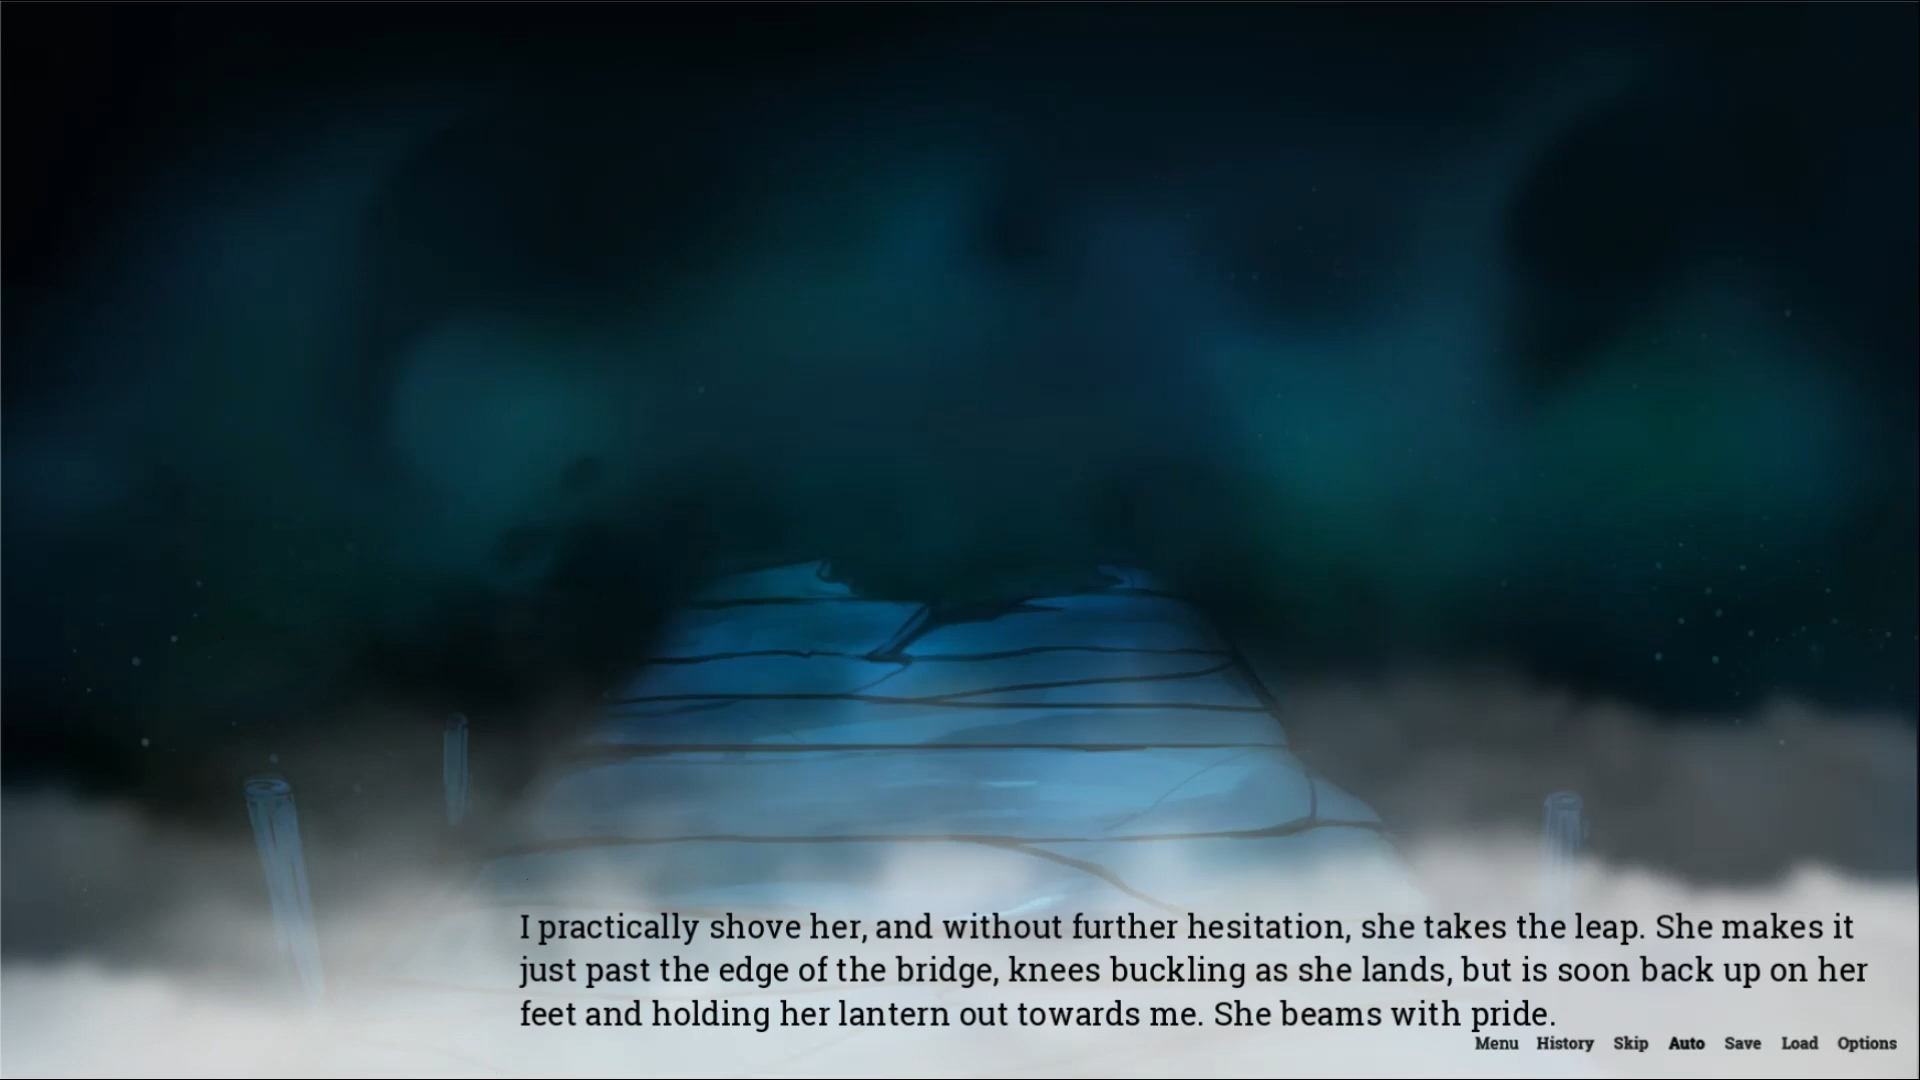 I practically shove her, and without further hesitation, she takes the leap. She makes it
just past the edge of the bridge, knees buckling as she lands, but is soon back up on her
feet and holding her lantern out towards me. She beams with pride.
Menu History Skip Auto Save Load Options